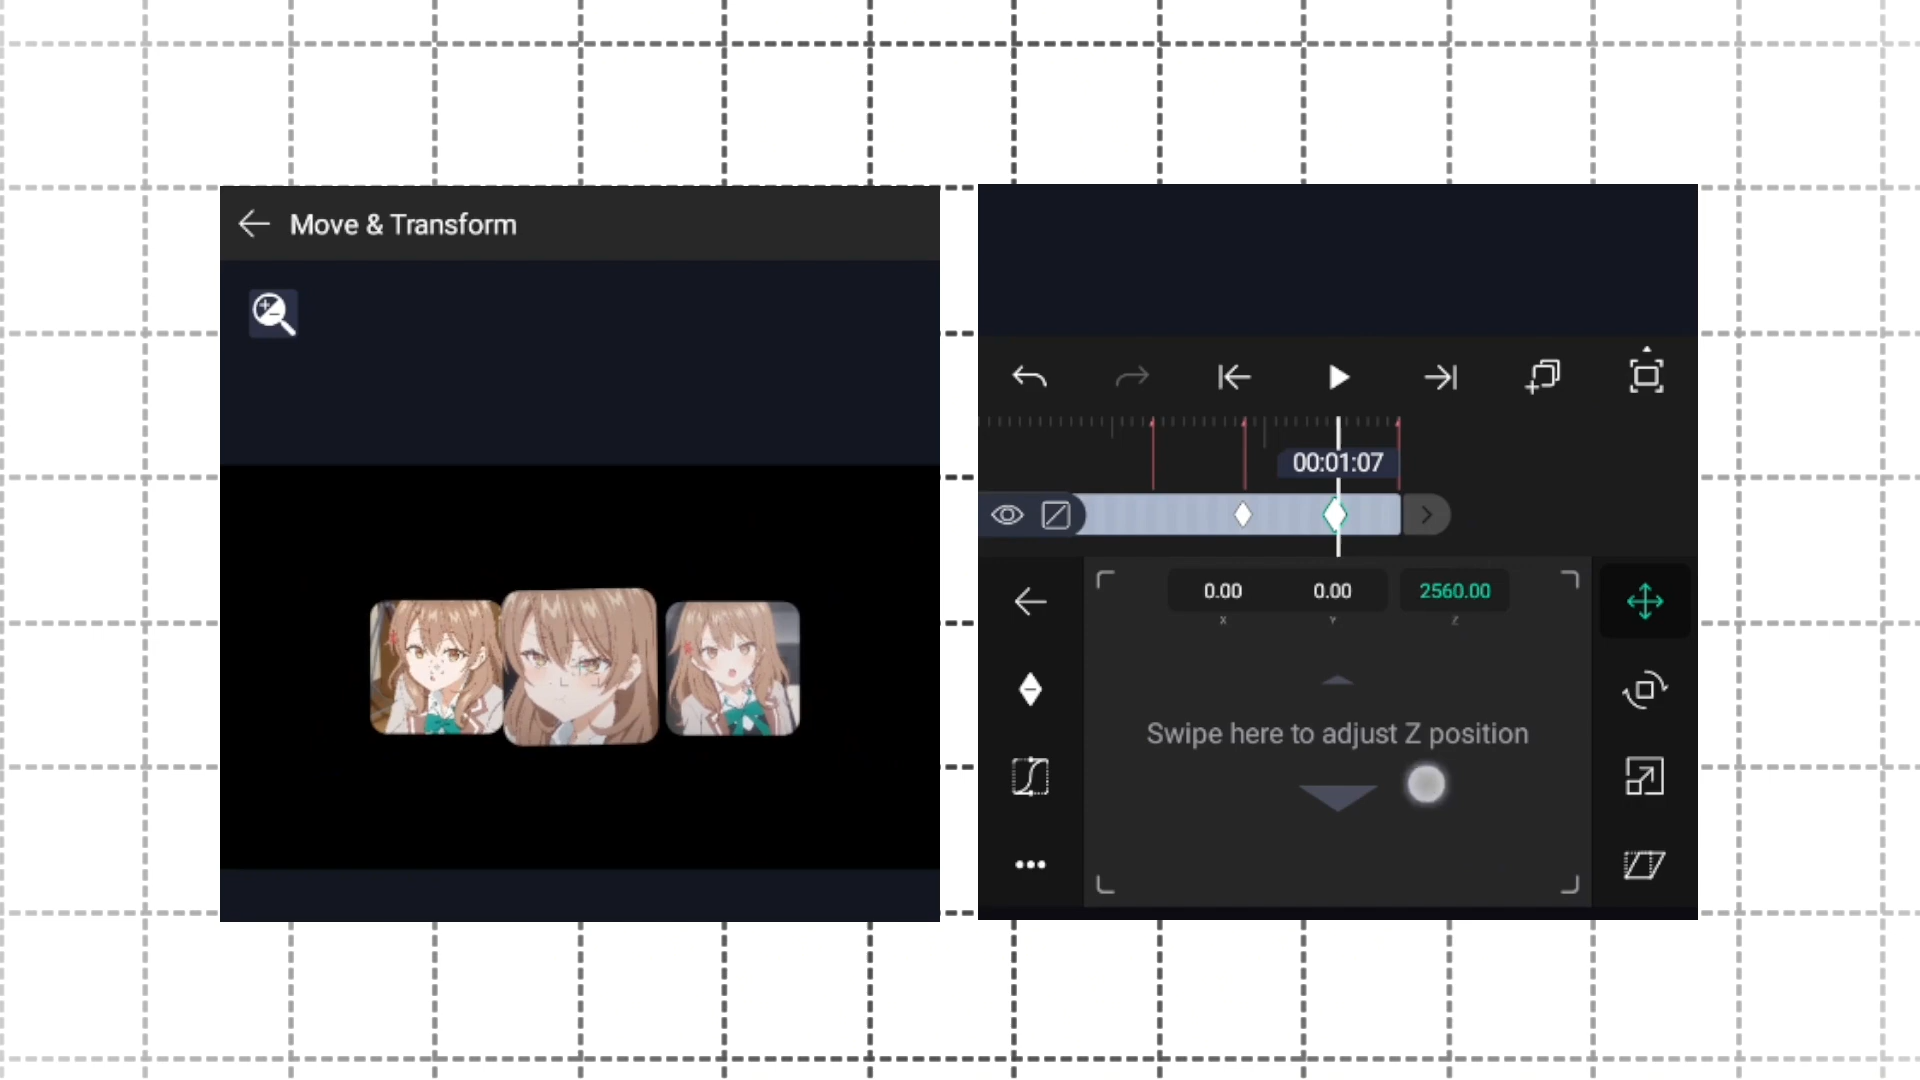 Move & Transform
00:01:07
0.00 0.00 2560.00
X Y Z
Swipe here to adjust Z position